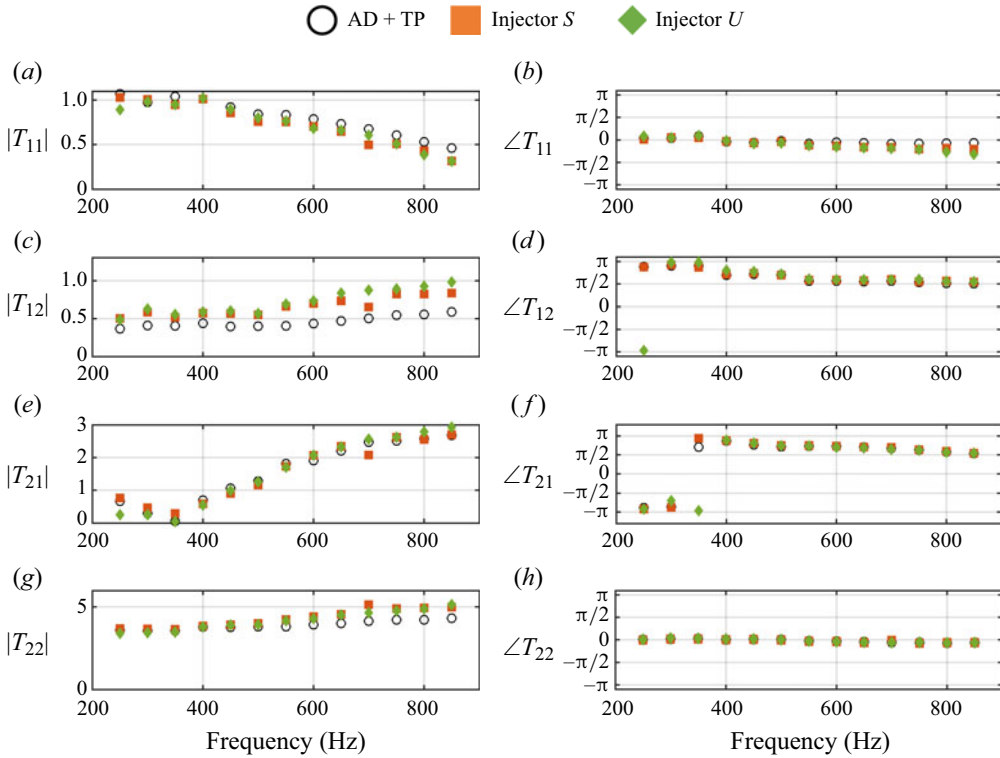 AD + TP Injector S Injector U
(a) (b)
1.0 π
π/2
|T11| 0.5 ∠T11 0
−π/2
0 −π
200 400 600 800 200 400 600 800
(c) (d)
1.0 π
π/2
|T12| 0.5 ∠T12 0
−π/2
0 −π
200 400 600 800 200 400 600 800
(e) (f)
3 π
2 π/2
|T21| ∠T21 0
1 −π/2
0 −π
200 400 600 800 200 400 600 800
(g) (h)
5 π
π/2
|T22| ∠T22 0
−π/2
0 −π
200 400 600 800 200 400 600 800
Frequency (Hz) Frequency (Hz)